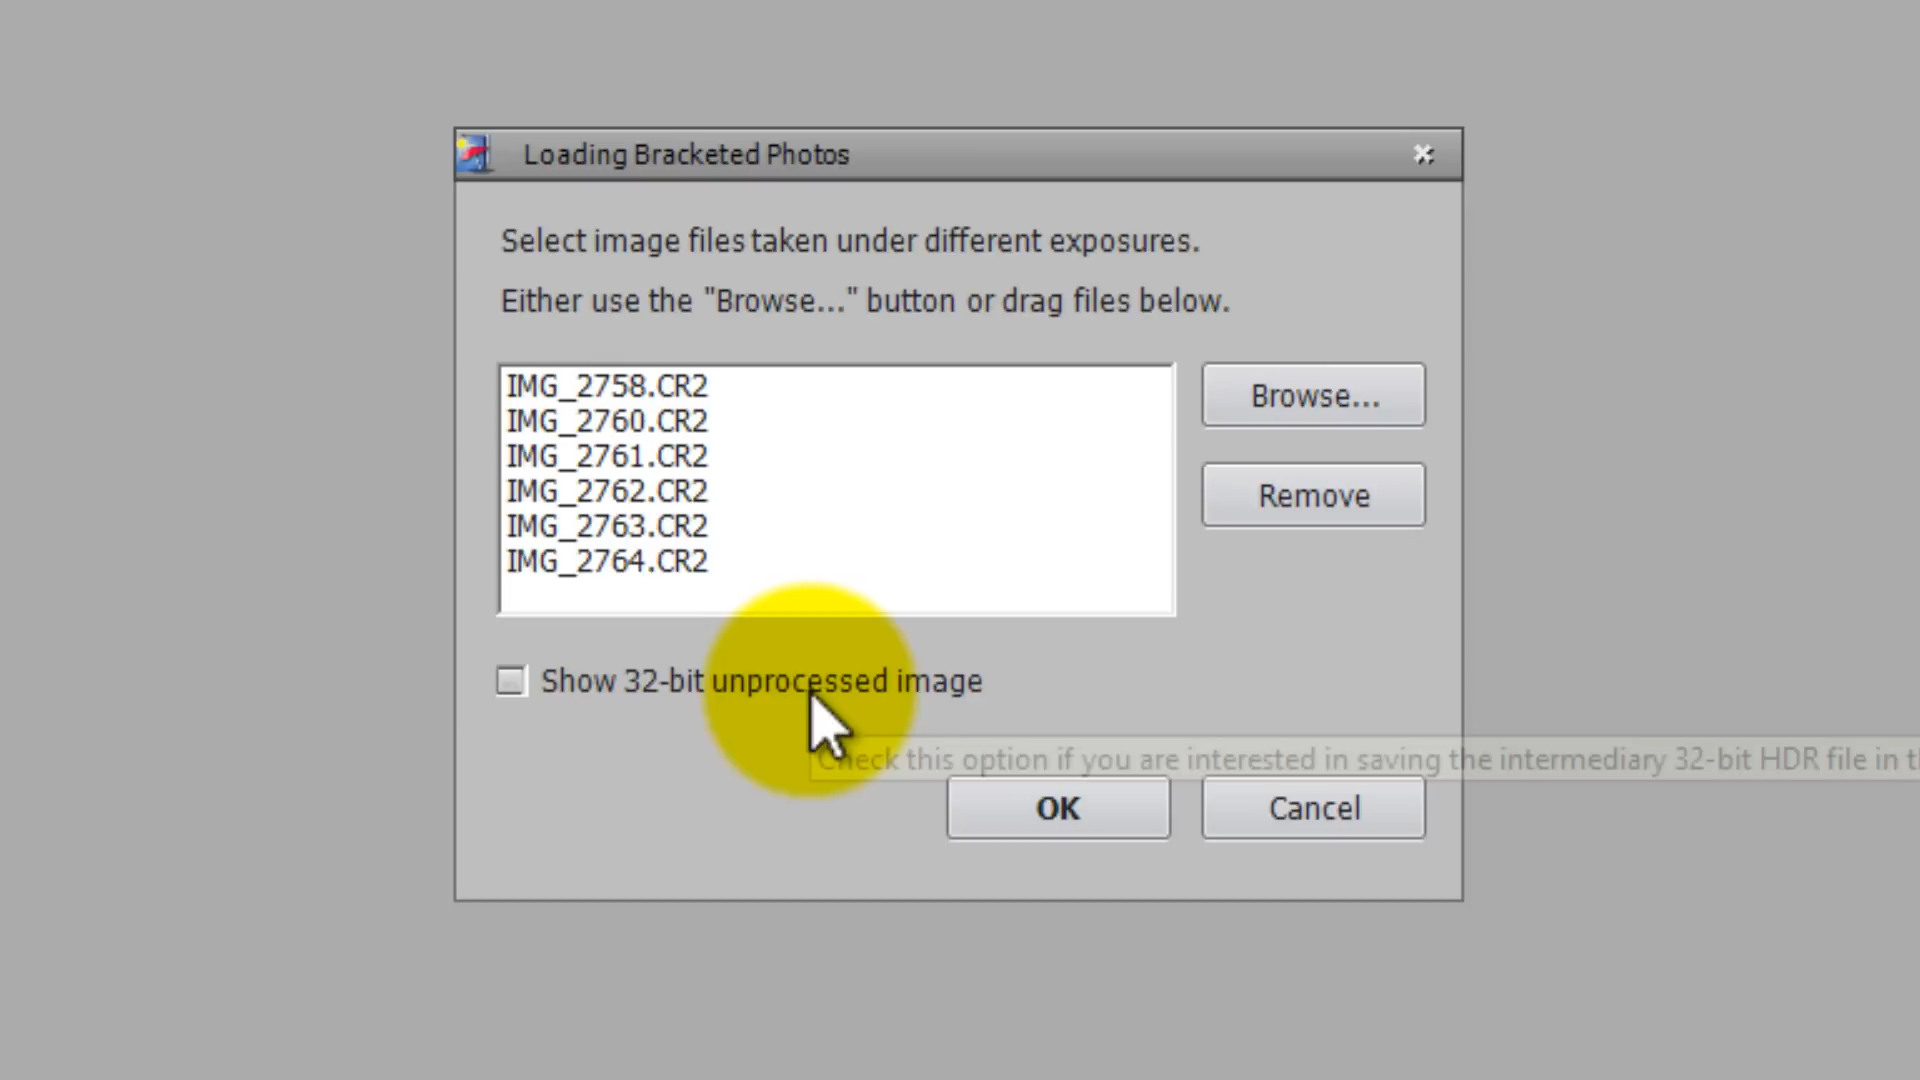 Loading Bracketed Photos
Select image files taken under different exposures.
Either use the "Browse..." button or drag files below.
IMG_2758.CR2
IMG_2760.CR2
IMG_2761.CR2
IMG_2762.CR2
IMG_2763.CR2
IMG_2764.CR2
Browse...
Remove
Show 32-bit unprocessed image
Check this option if you are interested in saving the intermediary 32-bit HDR file in
OK
Cancel